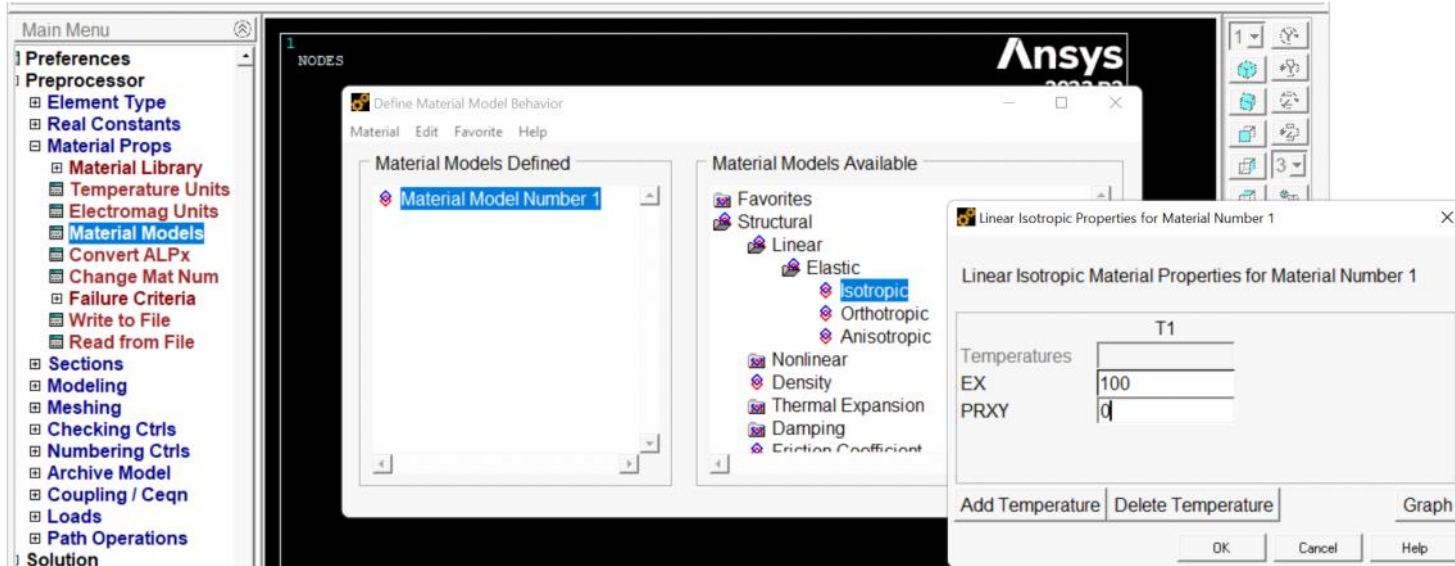 Main Menu
Preferences
Preprocessor
Element Type
Real Constants
Material Props
Material Library
Temperature Units
Electromag Units
Material Models
Convert ALPx
Change Mat Num
Failure Criteria
Write to File
Read from File
Sections
Modeling
Meshing
Checking Ctrls
Numbering Ctrls
Archive Model
Coupling / Ceqn
Loads
Path Operations
Solution
1
NODES
Ansys
Define Material Model Behavior
Material Edit Favorite Help
Material Models Defined
Material Model Number 1
Material Models Available
Favorites
Structural
Linear
Elastic
Isotropic
Orthotropic
Anisotropic
Nonlinear
Density
Thermal Expansion
Damping
Friction Coefficient
Linear Isotropic Properties for Material Number 1
Linear Isotropic Material Properties for Material Number 1
T1
Temperatures
EX 100
PRXY 0
Add Temperature Delete Temperature Graph
OK Cancel Help
1
3